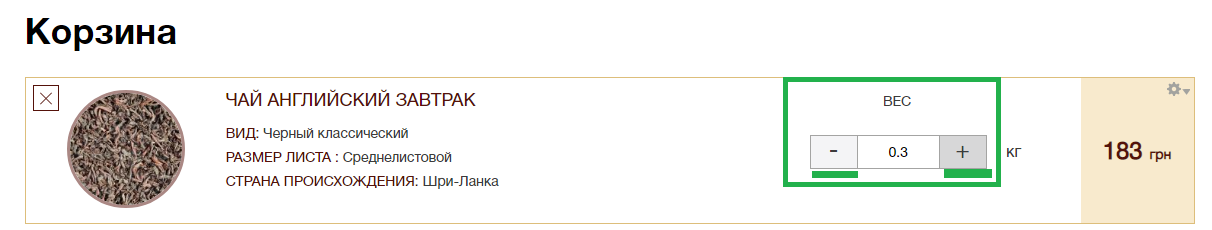 Корзина
ЧАЙ АНГЛИЙСКИЙ ЗАВТРАК
ВИД: Черный классический
РАЗМЕР ЛИСТА : Среднелистовой
СТРАНА ПРОИСХОЖДЕНИЯ: Шри-Ланка
ВЕС
- 0.3 + кг
183 грн